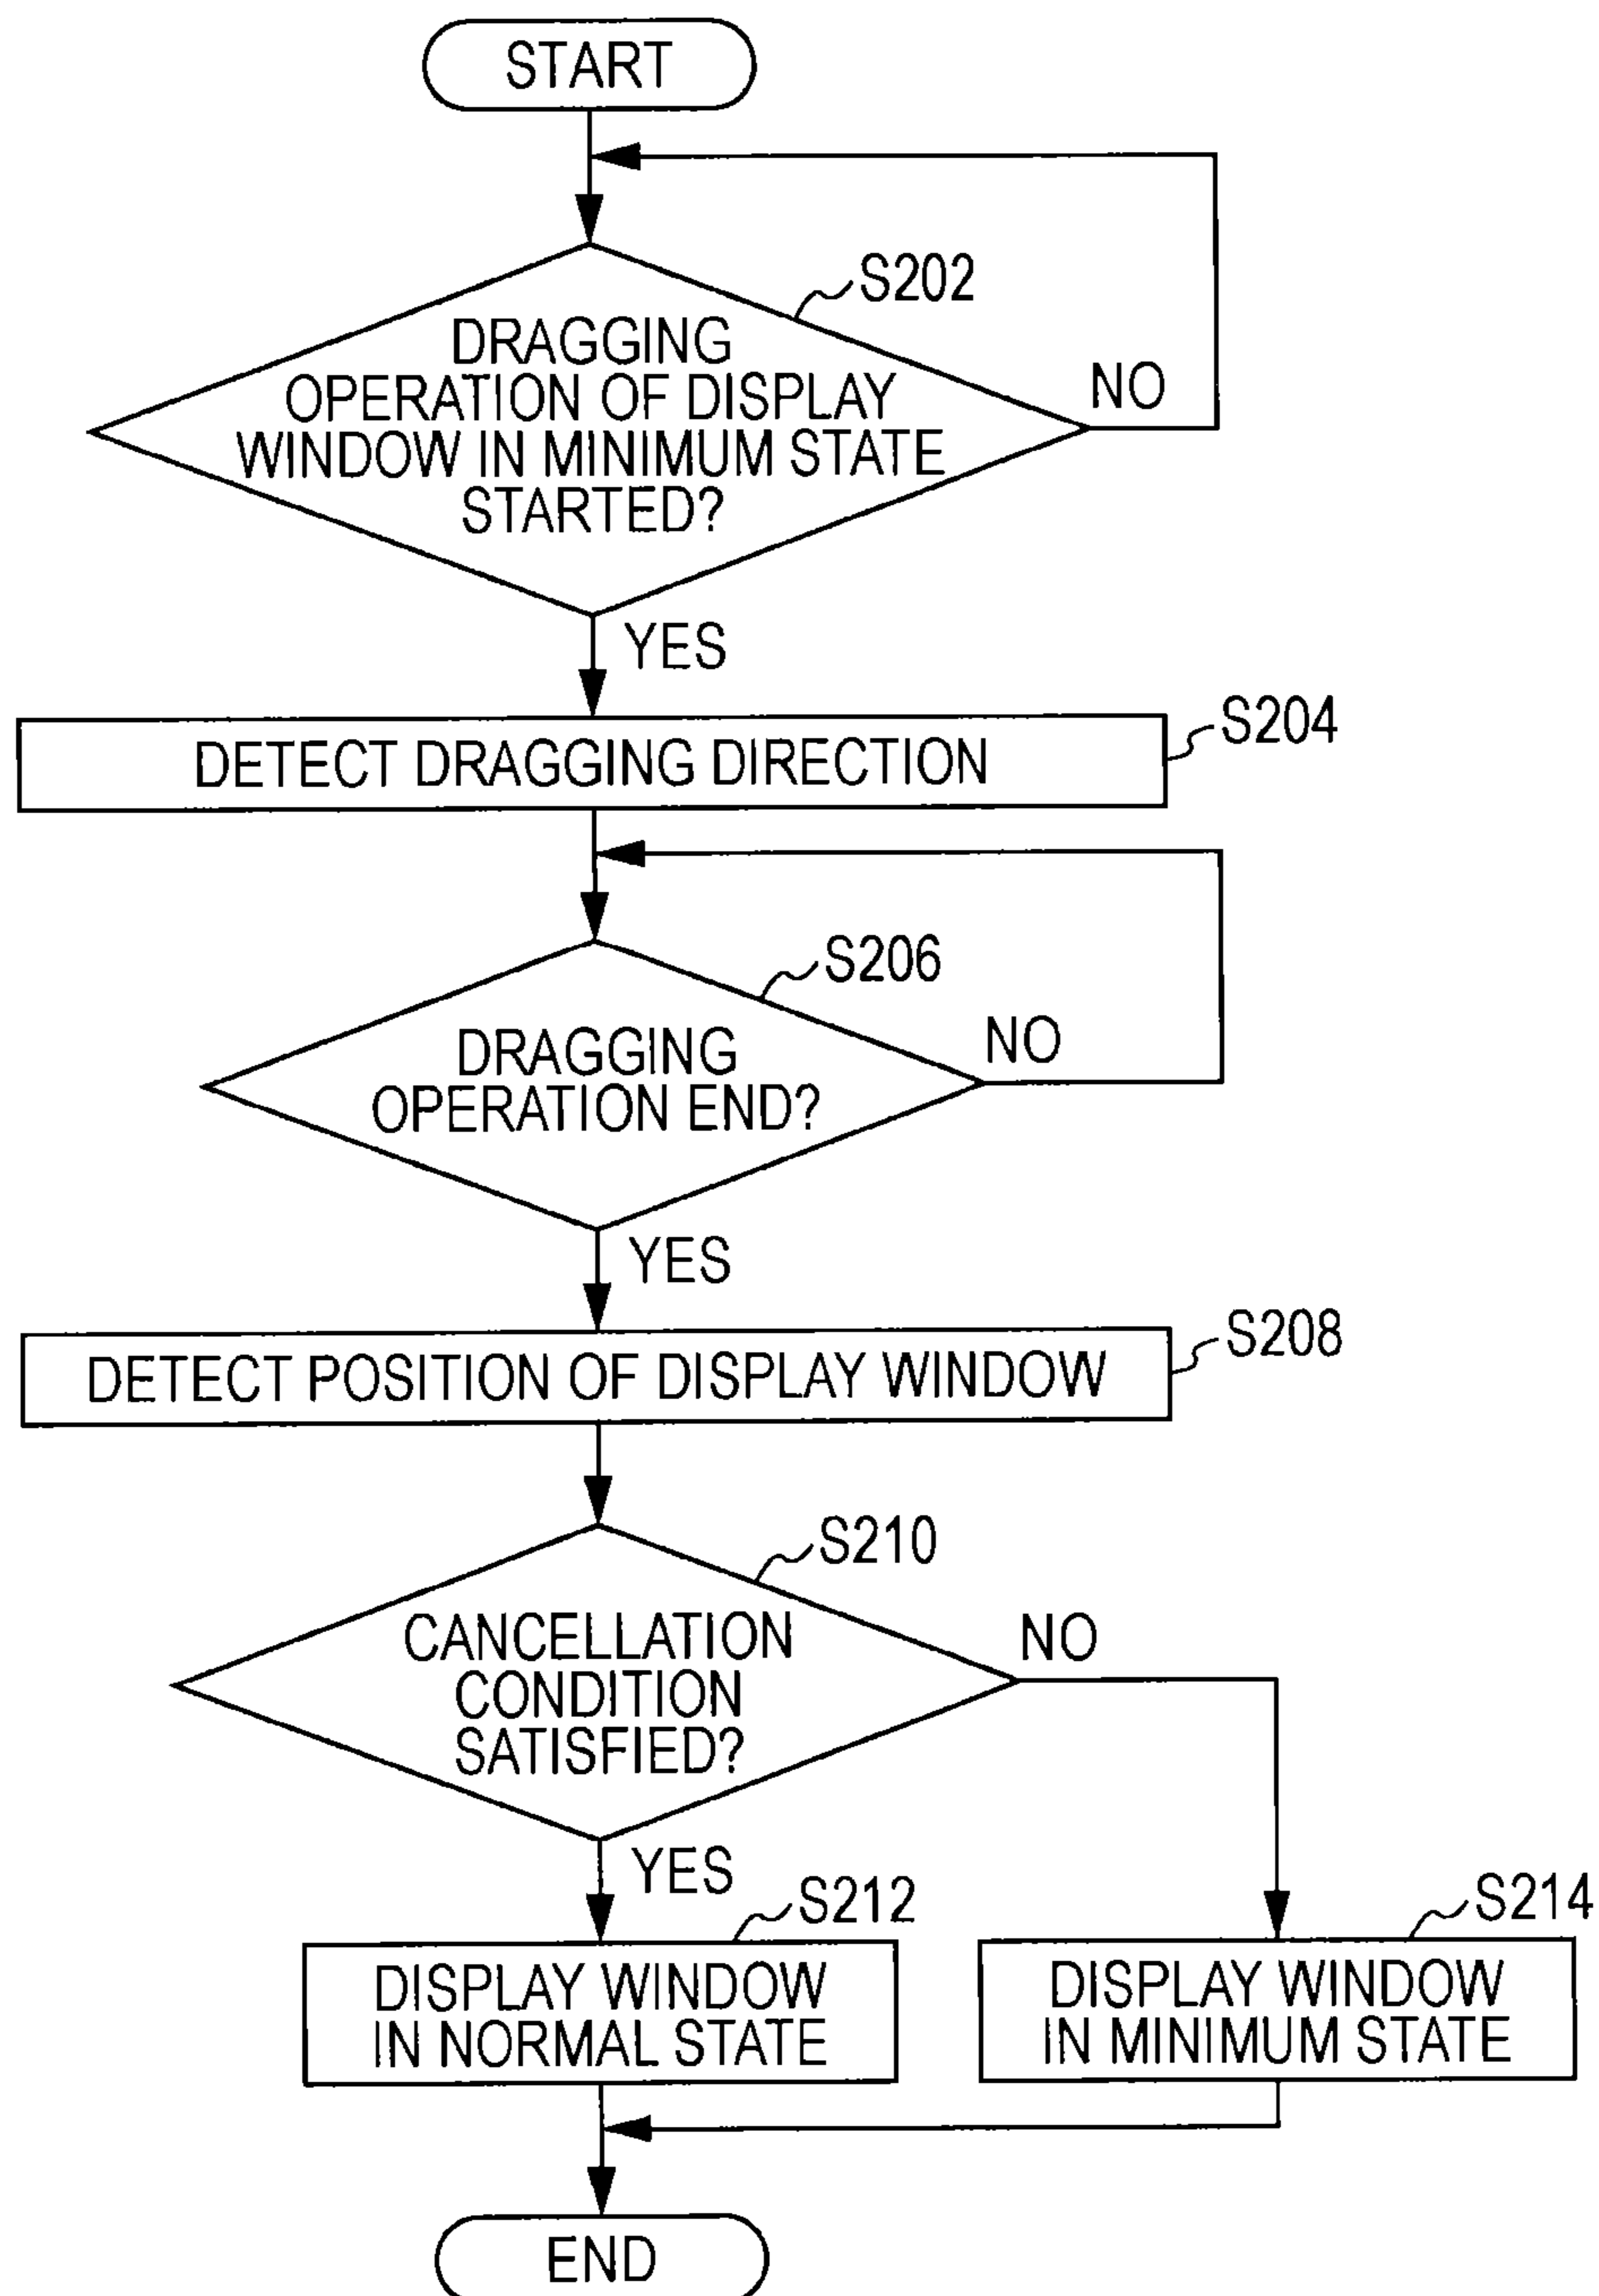 START
S202
DRAGGING
OPERATION OF DISPLAY
WINDOW IN MINIMUM STATE
STARTED?
NO
YES
S204
DETECT DRAGGING DIRECTION
S206
DRAGGING
OPERATION END?
NO
YES
S208
DETECT POSITION OF DISPLAY WINDOW
S210
CANCELLATION
CONDITION
SATISFIED?
NO
YES
S212
DISPLAY WINDOW
IN NORMAL STATE
S214
DISPLAY WINDOW
IN MINIMUM STATE
END